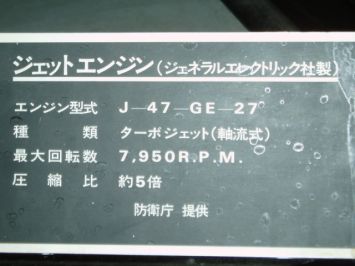 ジェットエンジン(ジェネラルエレクトリック社製)
エンジン型式 J-47-GE-27
種類 ターボジェット(軸流式)
最大回転数 7,950R.P.M.
圧縮比 約5倍
防衛庁 提供